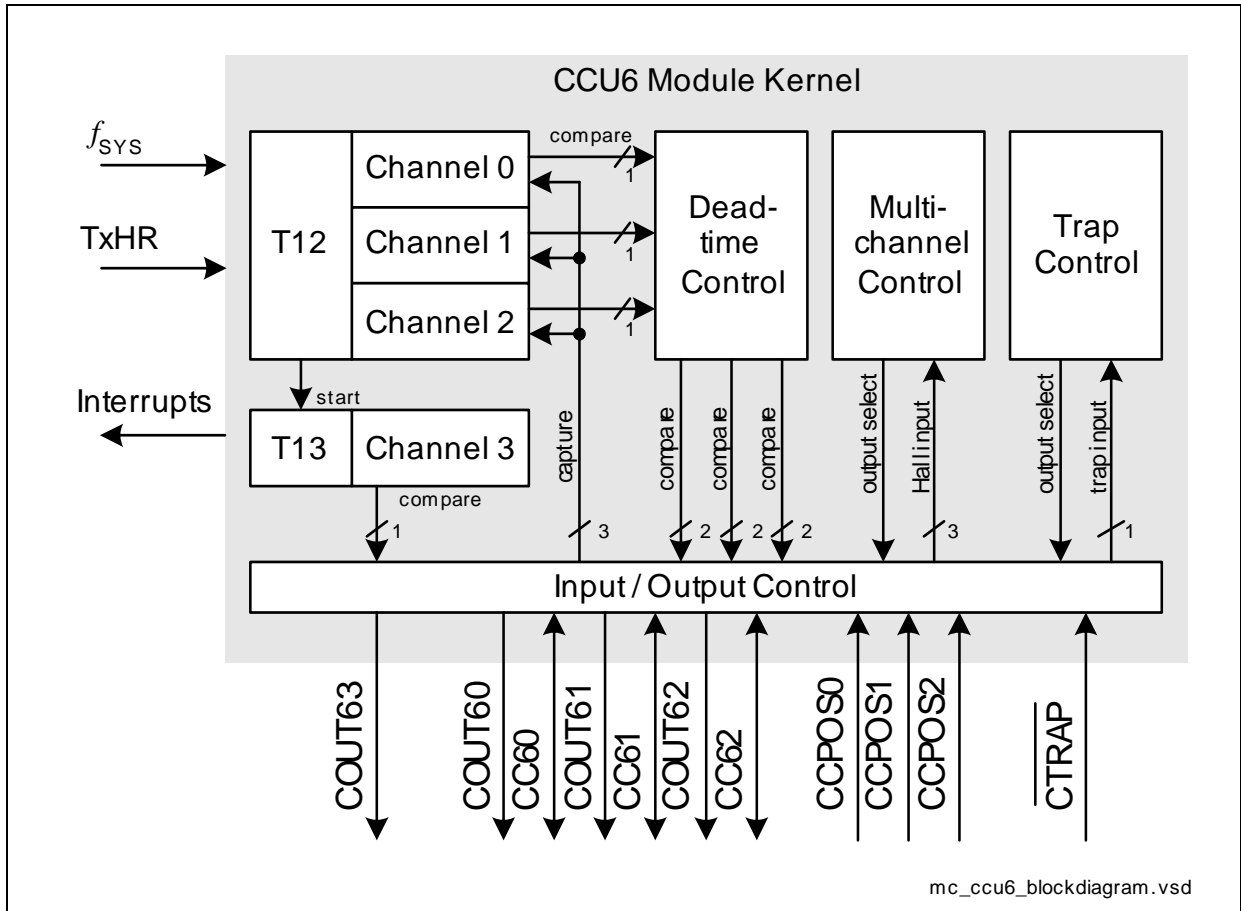 CCU6 Module Kernel
f SYS
TxHR
Interrupts
T12
Channel 0
Channel 1
Channel 2
compare
1
1
1
Dead-
time
Control
Multi-
channel
Control
Trap
Control
start
T13
Channel 3
compare
1
capture
3
compare
2
compare
2
compare
2
output select
Hall input
3
output select
trap input
1
Input / Output Control
COUT63
COUT60
CC60
COUT61
CC61
COUT62
CC62
CCPOS0
CCPOS1
CCPOS2
CTRAP
mc_ccu6_blockdiagram.vsd